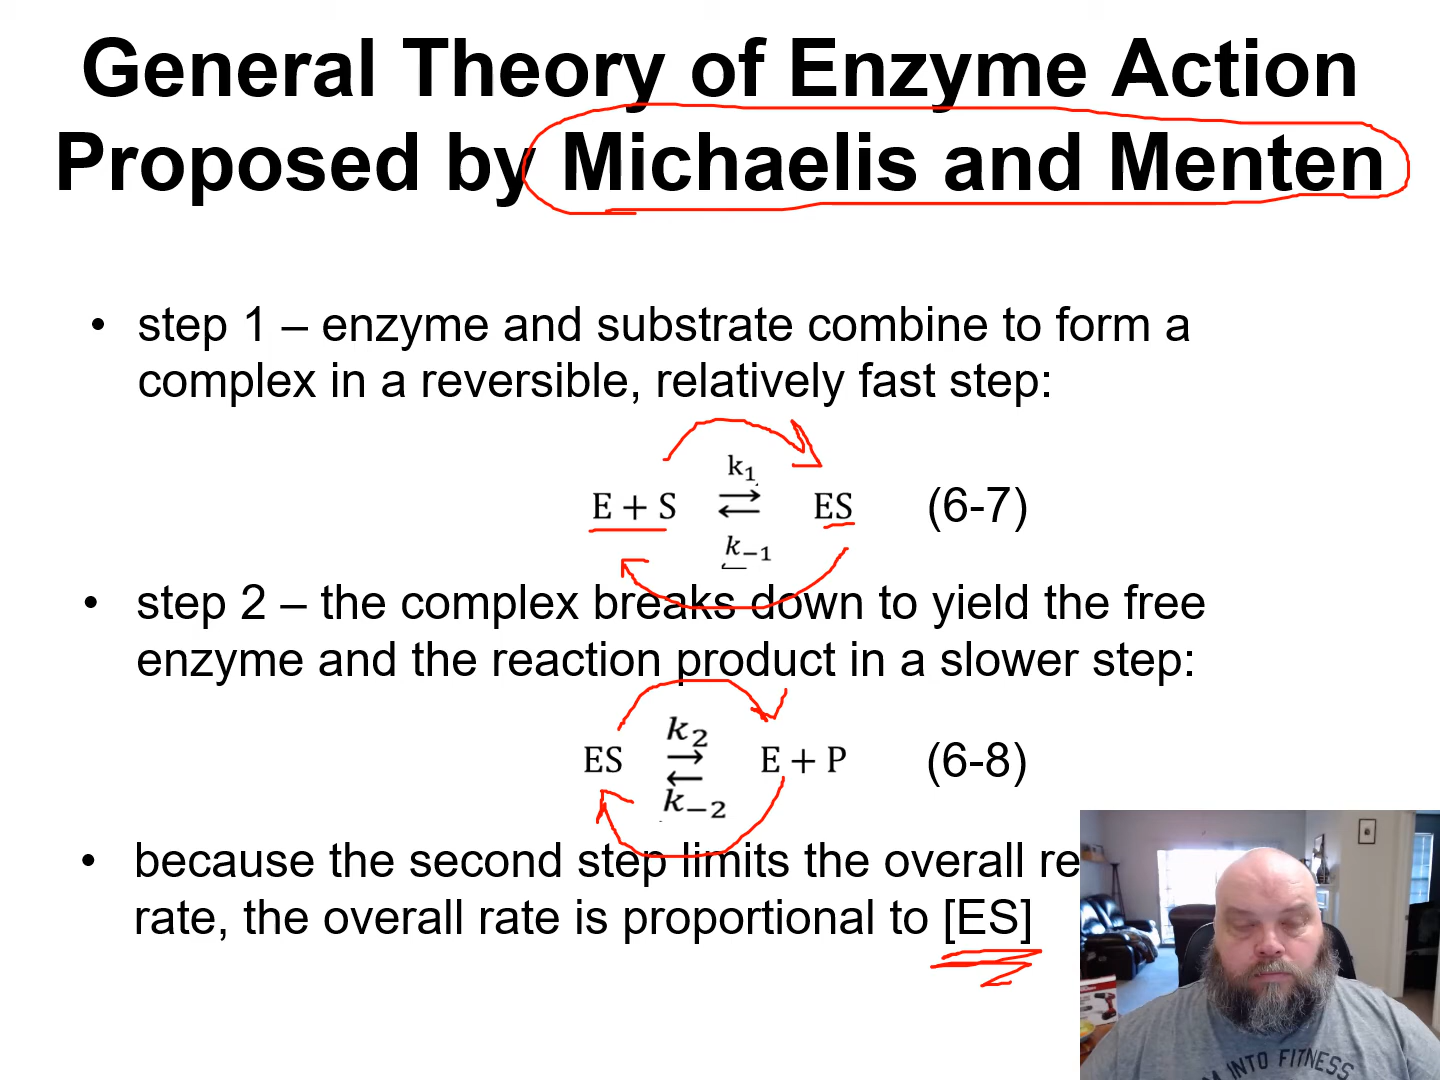 General Theory of Enzyme Action
Proposed by Michaelis and Menten
• step 1 – enzyme and substrate combine to form a
complex in a reversible, relatively fast step:
k₁
E + S ⇄ ES (6-7)
k₋₁
• step 2 – the complex breaks down to yield the free
enzyme and the reaction product in a slower step:
k₂
ES ⇄ E + P (6-8)
k₋₂
• because the second step limits the overall re
rate, the overall rate is proportional to [ES]
INTO FITNESS